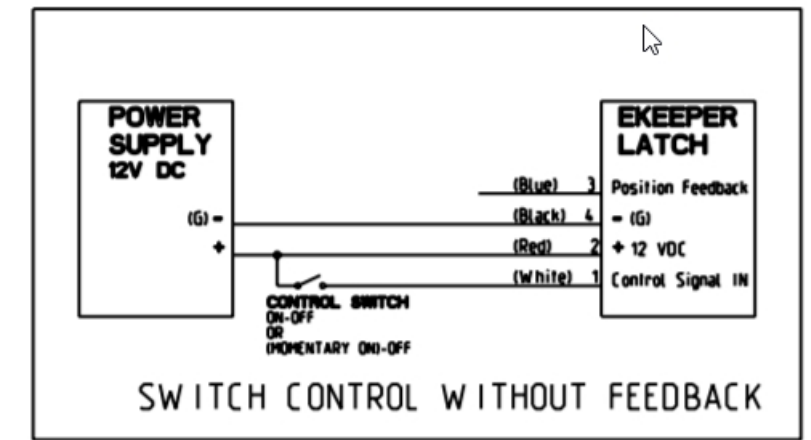 POWER
SUPPLY
12V DC
(G) -
+
EKEEPER
LATCH
(Blue) 3 Position Feedback
(Black) 4 - (G)
(Red) 2 + 12 VDC
(White) 1 Control Signal IN
CONTROL SWITCH
ON-OFF
OR
(MOMENTARY ON)-OFF
SWITCH CONTROL WITHOUT FEEDBACK